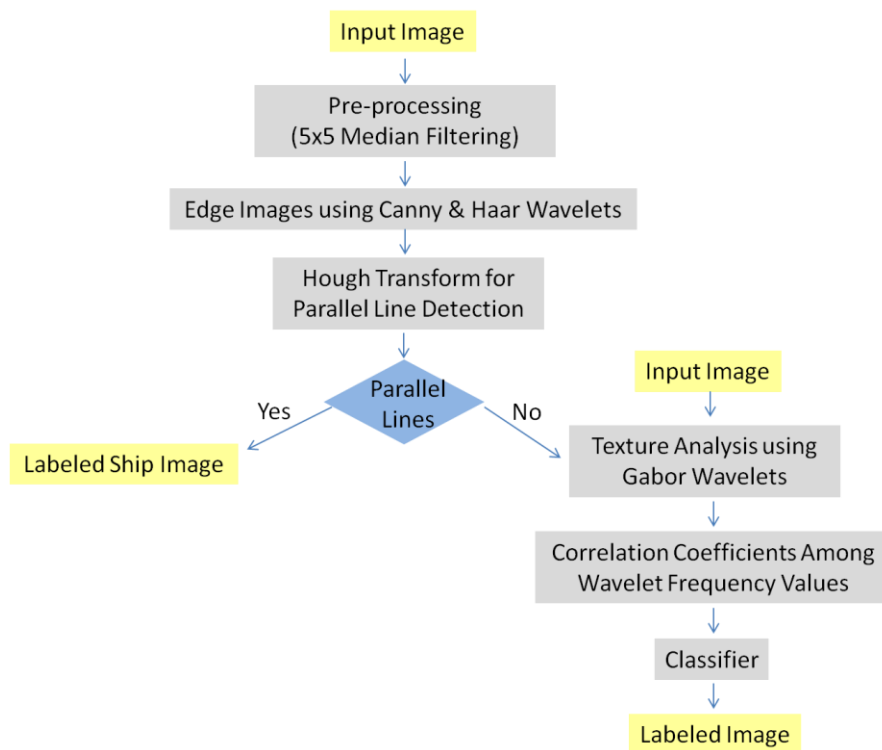 Input Image
Pre-processing
(5x5 Median Filtering)
Edge Images using Canny & Haar Wavelets
Hough Transform for
Parallel Line Detection
Parallel
Lines
Yes
No
Labeled Ship Image
Input Image
Texture Analysis using
Gabor Wavelets
Correlation Coefficients Among
Wavelet Frequency Values
Classifier
Labeled Image